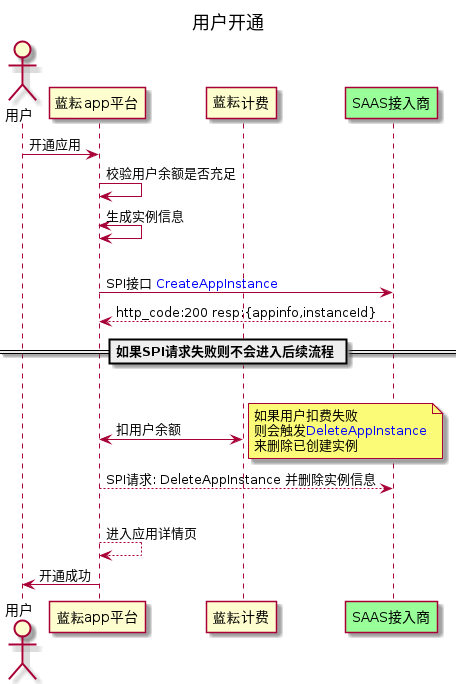 用户开通
用户
蓝耘app平台
蓝耘计费
SAAS接入商
开通应用
校验用户余额是否充足
生成实例信息
SPI接口 CreateAppInstance
http_code:200 resp:{appinfo,instanceId}
如果SPI请求失败则不会进入后续流程
如果用户扣费失败
则会触发DeleteAppInstance
来删除已创建实例
扣用户余额
SPI请求: DeleteAppInstance 并删除实例信息
进入应用详情页
开通成功
用户
蓝耘app平台
蓝耘计费
SAAS接入商